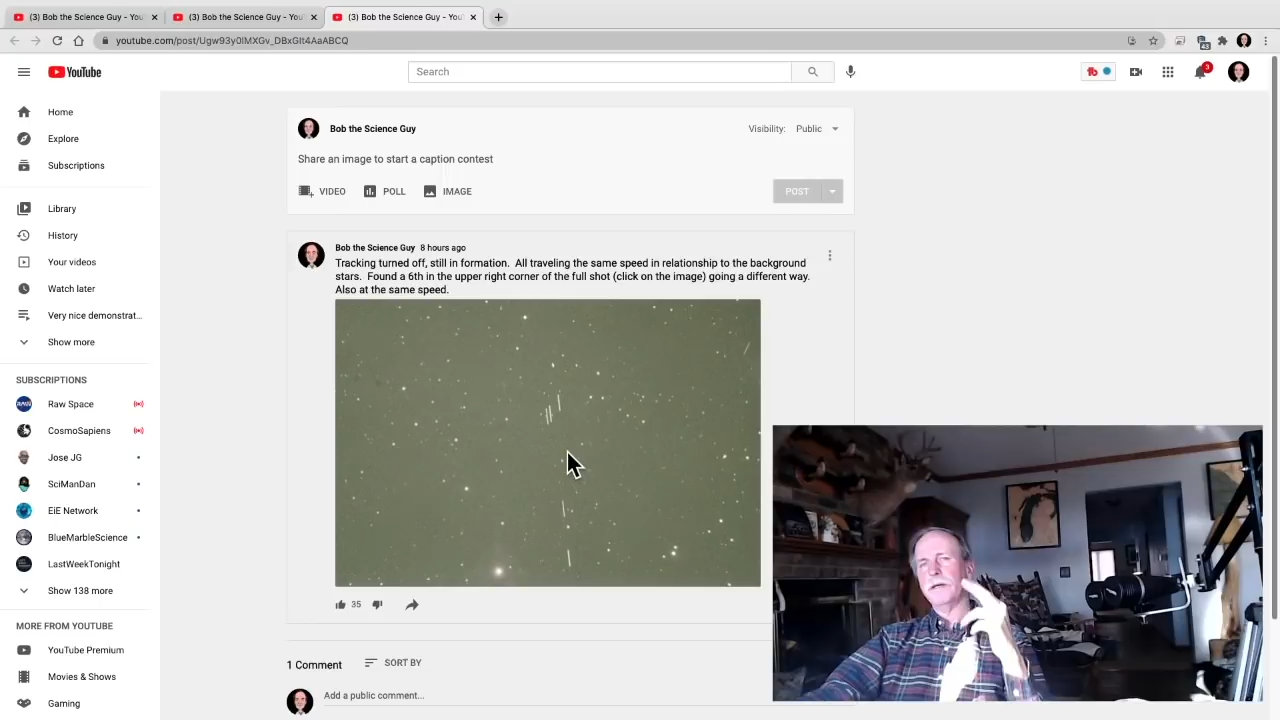 (3) Bob the Science Guy - You
(3) Bob the Science Guy - You
(3) Bob the Science Guy - You
youtube.com/post/Ugw93y0lMXGv_DBxGIt4AaABCQ
43
YouTube
Search
3
Home
Explore
Subscriptions
Library
History
Your videos
Watch later
Very nice demonstrat...
Show more
SUBSCRIPTIONS
Raw Space
CosmoSapiens
Jose JG
SciManDan
EiE Network
BlueMarbleScience
LastWeekTonight
Show 138 more
MORE FROM YOUTUBE
YouTube Premium
Movies & Shows
Gaming
Bob the Science Guy
Visibility: Public
Share an image to start a caption contest
VIDEO POLL IMAGE
POST
Bob the Science Guy 8 hours ago
Tracking turned off, still in formation. All traveling the same speed in relationship to the background
stars. Found a 6th in the upper right corner of the full shot (click on the image) going a different way.
Also at the same speed.
35
1 Comment SORT BY
Add a public comment...